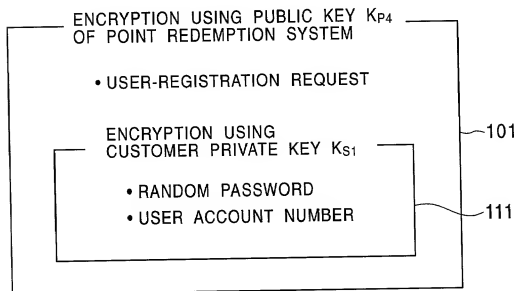 ENCRYPTION USING PUBLIC KEY KP4
OF POINT REDEMPTION SYSTEM
• USER-REGISTRATION REQUEST
ENCRYPTION USING
CUSTOMER PRIVATE KEY KS1
101
• RANDOM PASSWORD
• USER ACCOUNT NUMBER
111